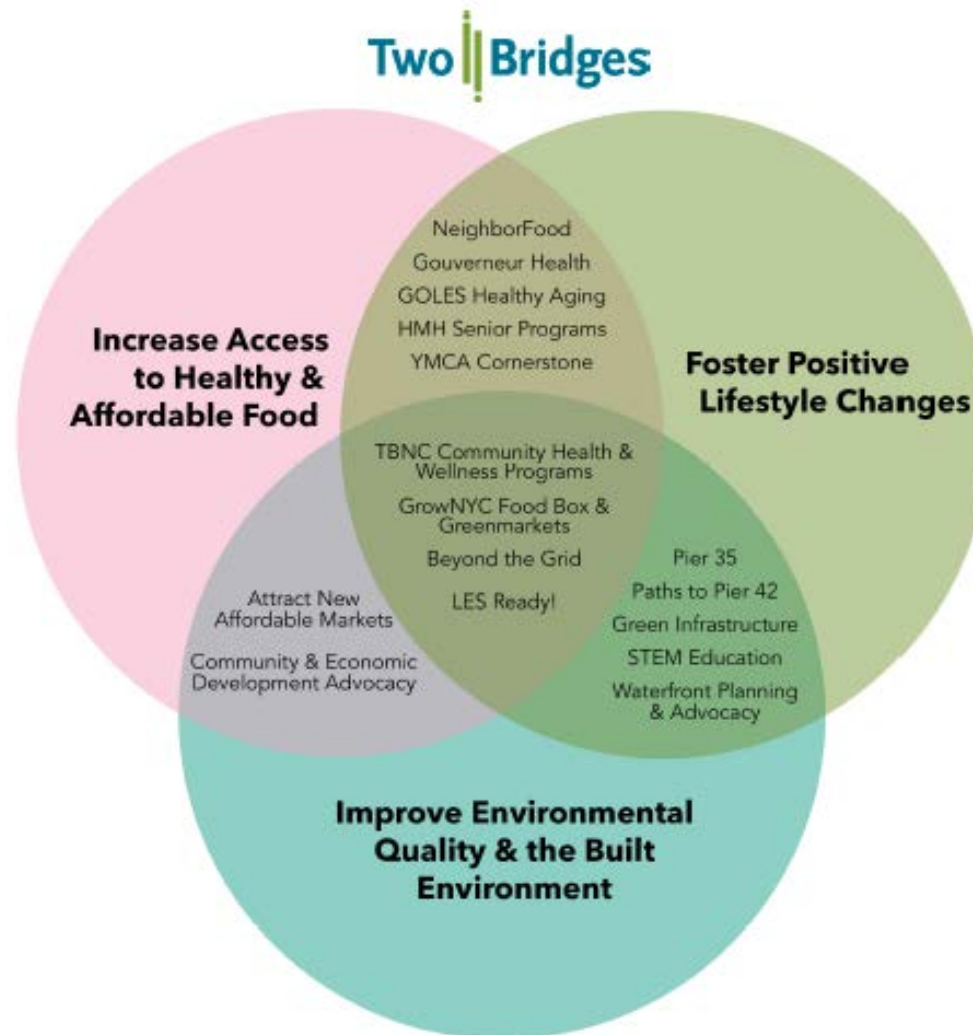 Two Bridges
NeighborFood
Gouverneur Health
GOLES Healthy Aging
HMH Senior Programs
YMCA Cornerstone
Increase Access
to Healthy &
Affordable Food
Foster Positive
Lifestyle Changes
TBNC Community Health &
Wellness Programs
GrowNYC Food Box &
Greenmarkets
Beyond the Grid
LES Ready!
Attract New
Affordable Markets
Community & Economic
Development Advocacy
Pier 35
Paths to Pier 42
Green Infrastructure
STEM Education
Waterfront Planning
& Advocacy
Improve Environmental
Quality & the Built
Environment